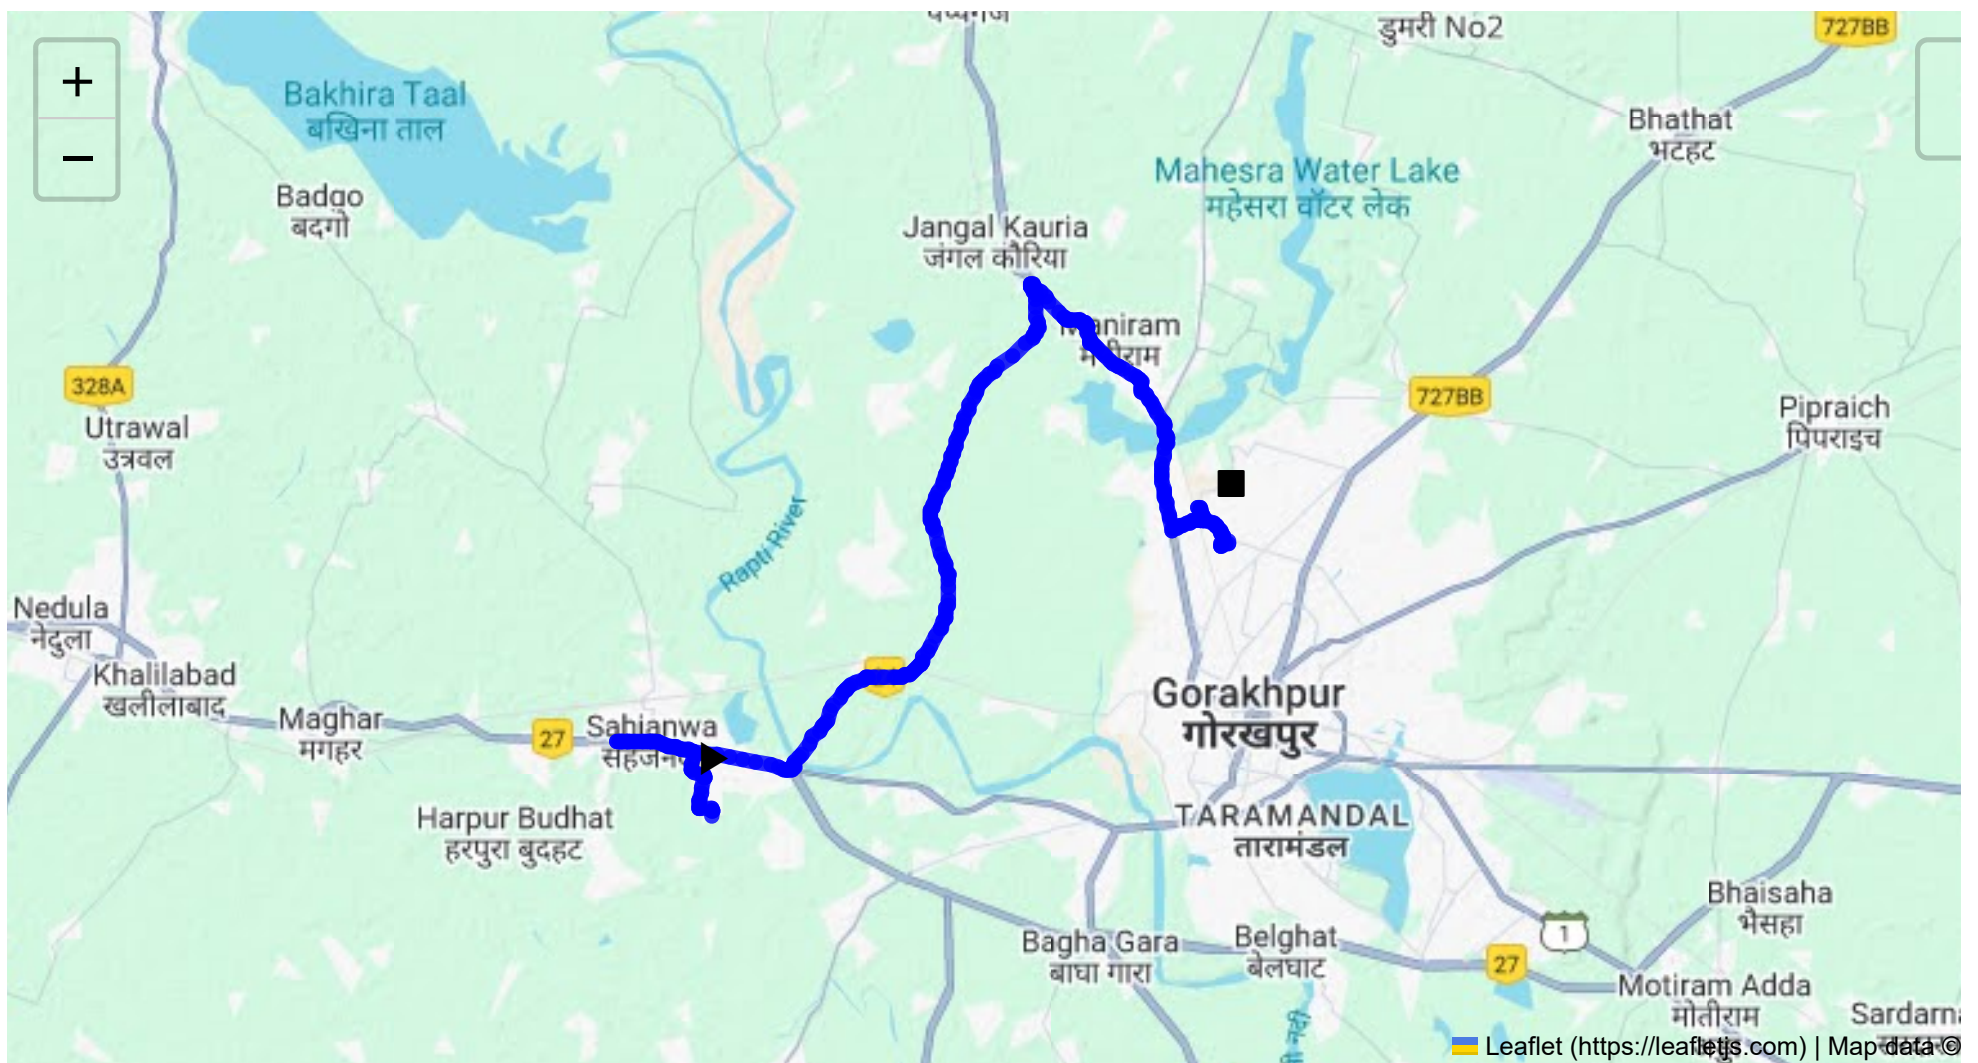 डुमरी No2
727BB
+
−
Bakhira Taal
बखिना ताल
Bhathat
भटहट
Mahesra Water Lake
महेसरा वॉटर लेक
Badgo
बदगो
Jangal Kauria
जंगल कौरिया
Maniram
328A
727BB
Utrawal
उत्रवल
Pipraich
पिपराइच
Rapti River
Nedula
नेदुला
Khalilabad
खलीलाबाद
Maghar
मगहर
27
Sahjanwa
Gorakhpur
गोरखपुर
Harpur Budhat
हरपुरा बुदहट
TARAMANDAL
तारामंडल
Bhaisaha
भैसहा
1
Bagha Gara
बाघा गारा
Belghat
बेलघाट
27
Motiram Adda
मोतीराम
Leaflet (https://leafletjs.com) | Map data ©